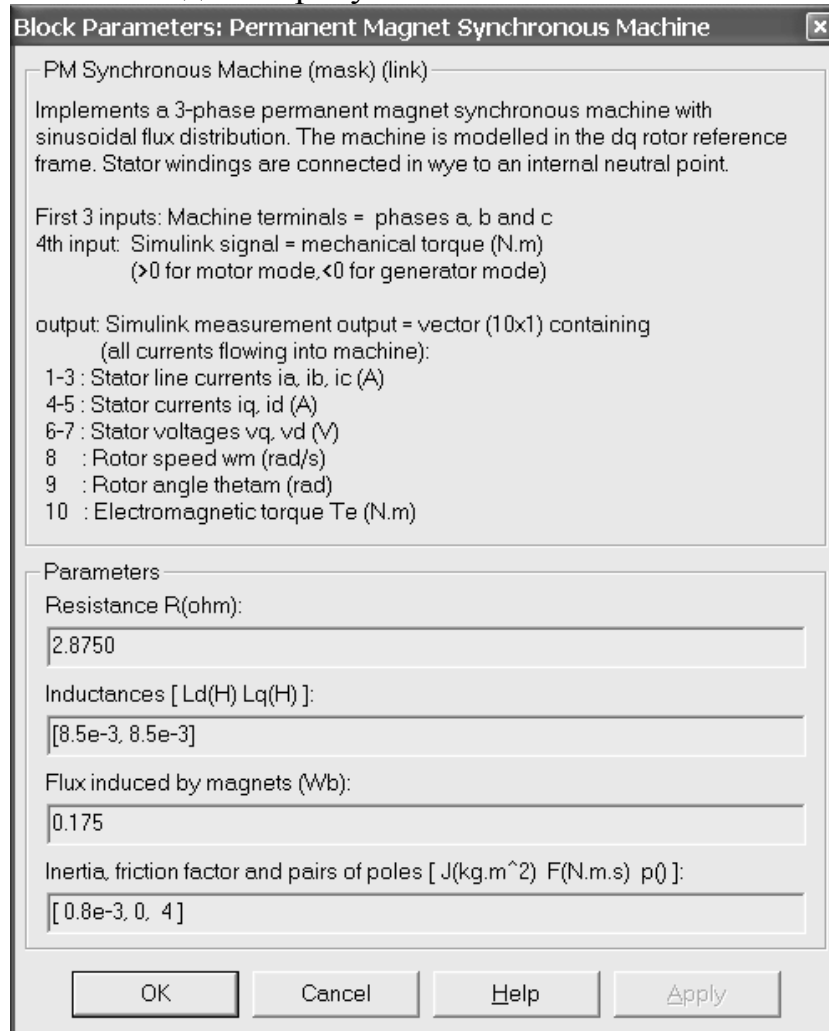 Block Parameters: Permanent Magnet Synchronous Machine
PM Synchronous Machine (mask) (link)
Implements a 3-phase permanent magnet synchronous machine with
sinusoidal flux distribution. The machine is modelled in the dq rotor reference
frame. Stator windings are connected in wye to an internal neutral point.
First 3 inputs: Machine terminals = phases a, b and c
4th input: Simulink signal = mechanical torque (N.m)
(>0 for motor mode,<0 for generator mode)
output: Simulink measurement output = vector (10x1) containing
(all currents flowing into machine):
1-3 : Stator line currents ia, ib, ic (A)
4-5 : Stator currents iq, id (A)
6-7 : Stator voltages vq, vd (V)
8 : Rotor speed wm (rad/s)
9 : Rotor angle thetam (rad)
10 : Electromagnetic torque Te (N.m)
Parameters
Resistance R(ohm):
2.8750
Inductances [ Ld(H) Lq(H) ]:
[8.5e-3, 8.5e-3]
Flux induced by magnets (Wb):
0.175
Inertia, friction factor and pairs of poles [ J(kg.m^2) F(N.m.s) p() ]:
[ 0.8e-3, 0, 4 ]
OK Cancel Help Apply